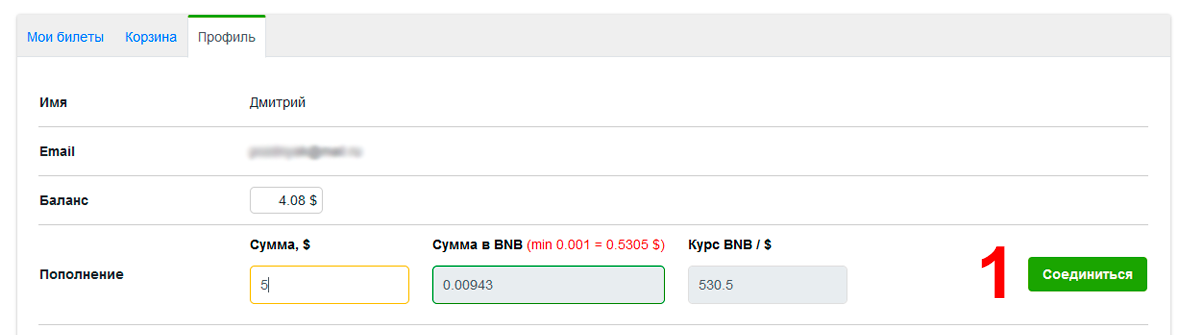 Мои билеты Корзина Профиль
Имя Дмитрий
Email
Баланс 4.08 $
Сумма, $ Сумма в BNB (min 0.001 = 0.5305 $) Курс BNB / $
Пополнение 5 0.00943 530.5 1 Соединиться